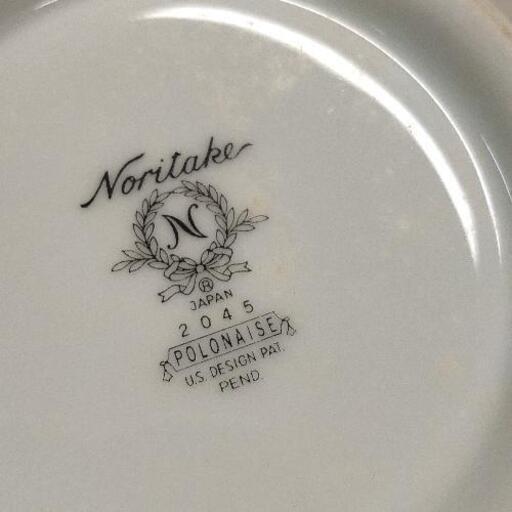 Noritake
N
®
JAPAN
2045
POLONAISE
U.S. DESIGN PAT.
PEND.